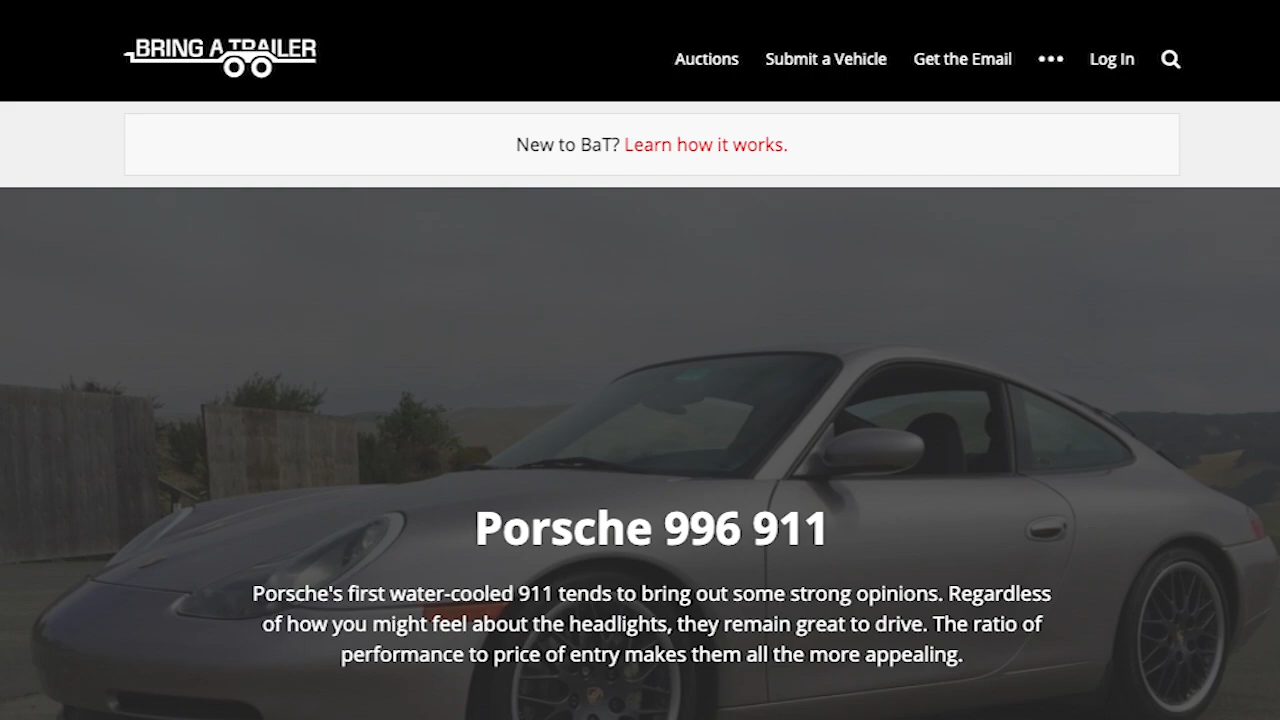 BRING A TRAILER
Auctions Submit a Vehicle Get the Email ••• Log In
New to BaT? Learn how it works.
Porsche 996 911
Porsche's first water-cooled 911 tends to bring out some strong opinions. Regardless
of how you might feel about the headlights, they remain great to drive. The ratio of
performance to price of entry makes them all the more appealing.